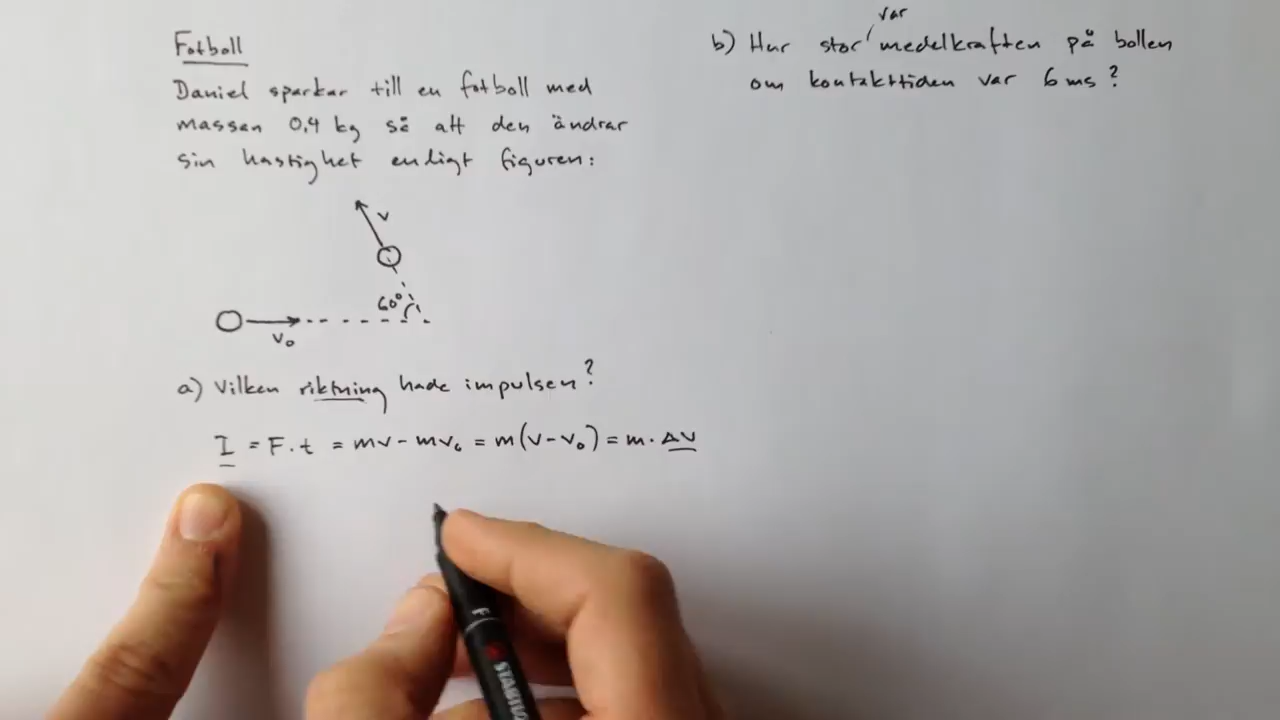 Fotboll
Daniel sparkar till en fotboll med
massan 0,4 kg så att den ändrar
sin hastighet enligt figuren:
v
60°
v₀
a) Vilken riktning hade impulsen?
I = F·t = mv - mv₀ = m(v-v₀) = m·Δv
var
b) Hur stor medelkraften på bollen
om kontakttiden var 6 ms?
F